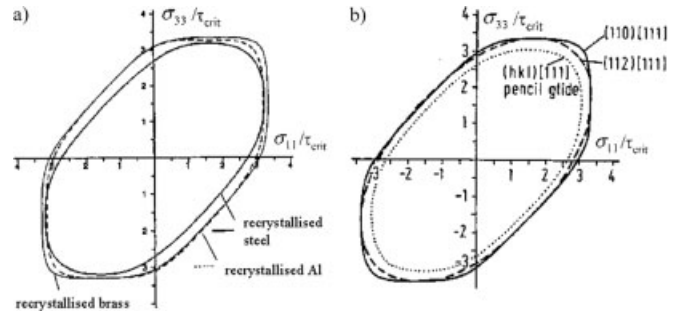 a)
σ33/τcrit
4
3
2
1
4
3
2
1
1
2
3
4
1
2
3
4
σ11/τcrit
recrystallised
steel
recrystallised Al
recrystallised brass
b)
σ33/τcrit
4
3
2
1
-3
-2
-1
1
2
3
4
-1
-2
-3
σ11/τcrit
(110)[111]
(112)[111]
(hkl)[111]
pencil glide